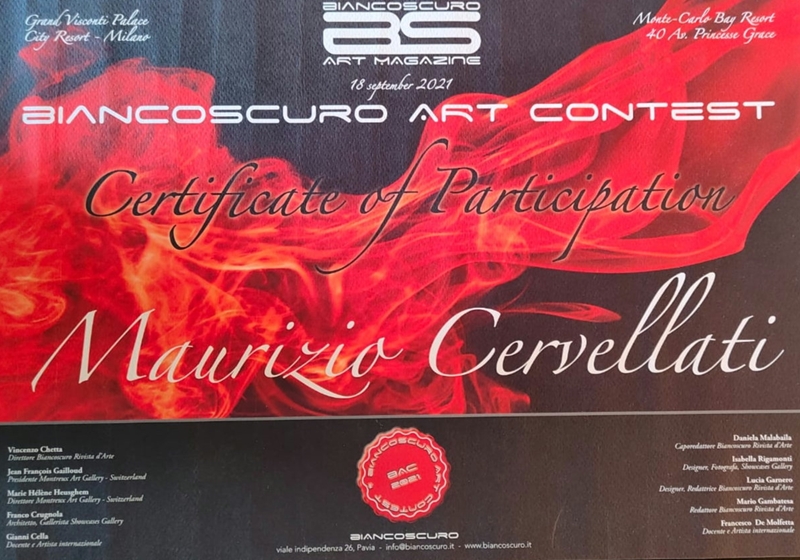 Grand Visconti Palace
City Resort - Milano
BIANCOSCURO
BS
ART MAGAZINE
Monte-Carlo Bay Resort
40 Av. Princesse Grace
18 september 2021
BIANCOSCURO ART CONTEST
Certificate of Participation
Maurizio Cervellati
Vincenzo Chetta
Direttore Biancoscuro Rivista d'Arte
Jean François Gailloud
Presidente Montreux Art Gallery - Switzerland
Marie Hélène Heusghem
Direttore Montreux Art Gallery - Switzerland
Franco Crugnola
Architetto, Gallerista Showcases Gallery
Gianni Cella
Docente e Artista internazionale
BIANCOSCURO ART CONTEST
BAC
2021
BIANCOSCURO
viale indipendenza 26, Pavia - info@biancoscuro.it - www.biancoscuro.it
Daniela Malabaila
Caporedattore Biancoscuro Rivista d'Arte
Isabella Rigamonti
Designer, Fotografa, Showcases Gallery
Lucia Garnero
Designer, Redattrice Biancoscuro Rivista d'Arte
Mario Gambatesa
Redattore Biancoscuro Rivista d'Arte
Francesco De Molfetta
Docente e Artista internazionale